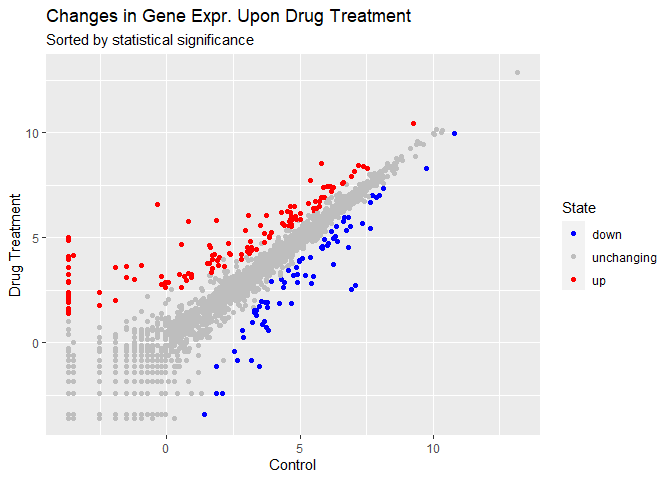 Changes in Gene Expr. Upon Drug Treatment
Sorted by statistical significance
10
5
0
Drug Treatment
0 5 10
Control
State
down
unchanging
up